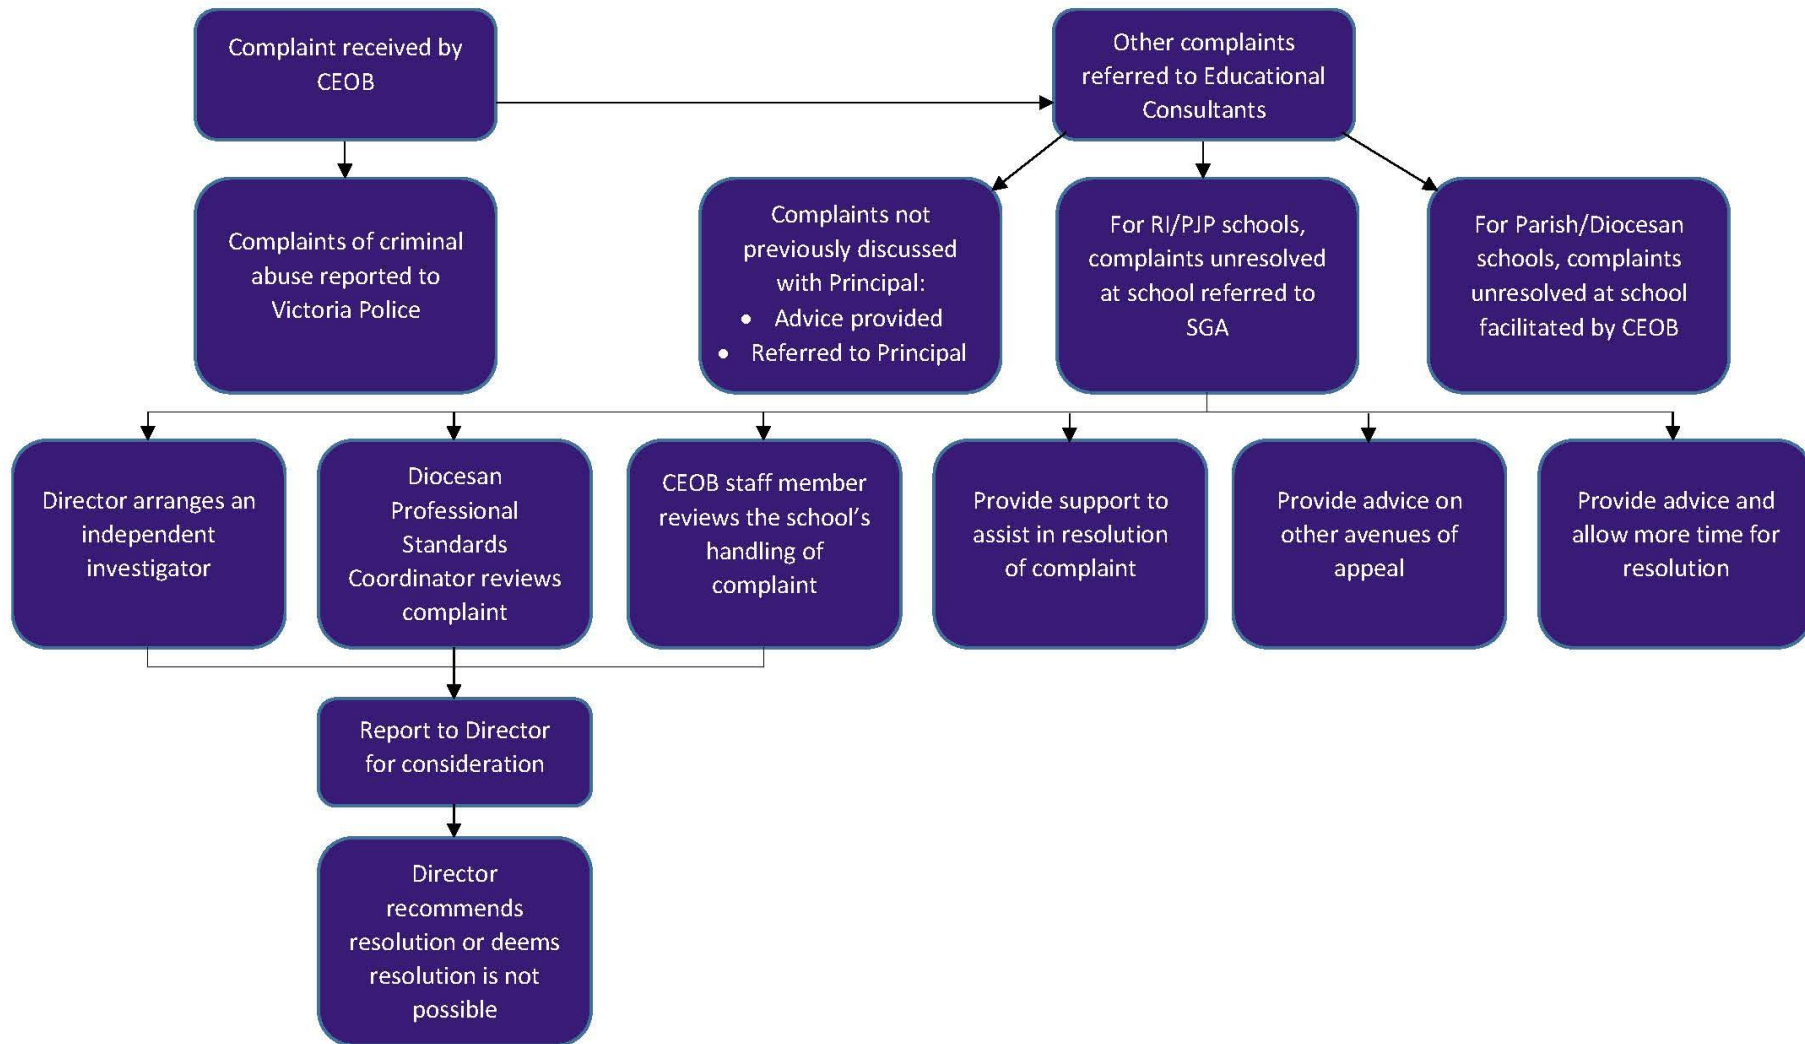 Complaint received by
CEOB
Other complaints
referred to Educational
Consultants
Complaints of criminal
abuse reported to
Victoria Police
Complaints not
previously discussed
with Principal:
• Advice provided
• Referred to Principal
For RI/PJP schools,
complaints unresolved
at school referred to
SGA
For Parish/Diocesan
schools, complaints
unresolved at school
facilitated by CEOB
Director arranges an
independent
investigator
Diocesan
Professional
Standards
Coordinator reviews
complaint
CEOB staff member
reviews the school’s
handling of
complaint
Provide support to
assist in resolution
of complaint
Provide advice on
other avenues of
appeal
Provide advice and
allow more time for
resolution
Report to Director
for consideration
Director
recommends
resolution or deems
resolution is not
possible